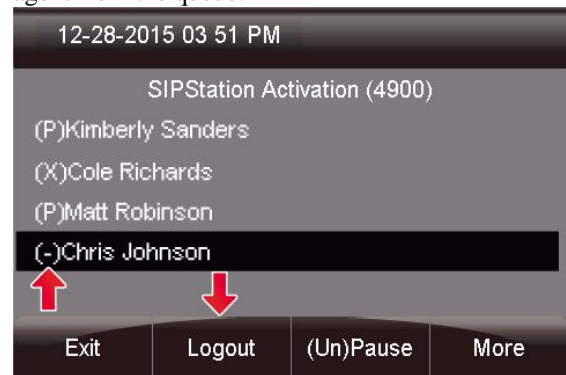 12-28-2015 03 51 PM
SIPStation Activation (4900)
(P)Kimberly Sanders
(X)Cole Richards
(P)Matt Robinson
(-)Chris Johnson
Exit Logout (Un)Pause More